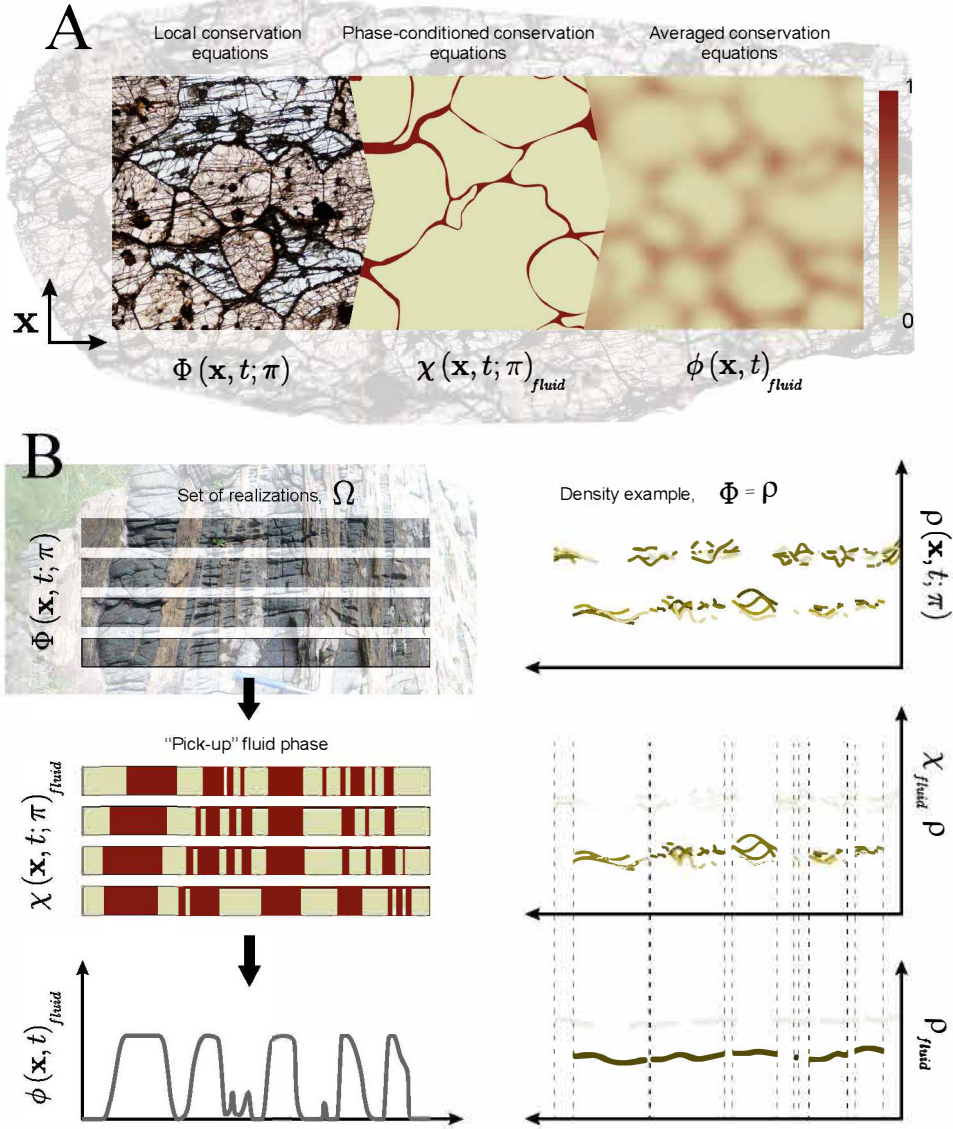 A
Local conservation
equations
Phase-conditioned conservation
equations
Averaged conservation
equations
1
0
x
Φ (x, t; π)
χ (x, t; π)fluid
ϕ (x, t)fluid
B
Set of realizations, Ω
Φ (x, t; π)
"Pick-up" fluid phase
χ (x, t; π)fluid
ϕ (x, t)fluid
Density example, Φ = ρ
ρ (x, t; π)
χfluid ρ
ρfluid